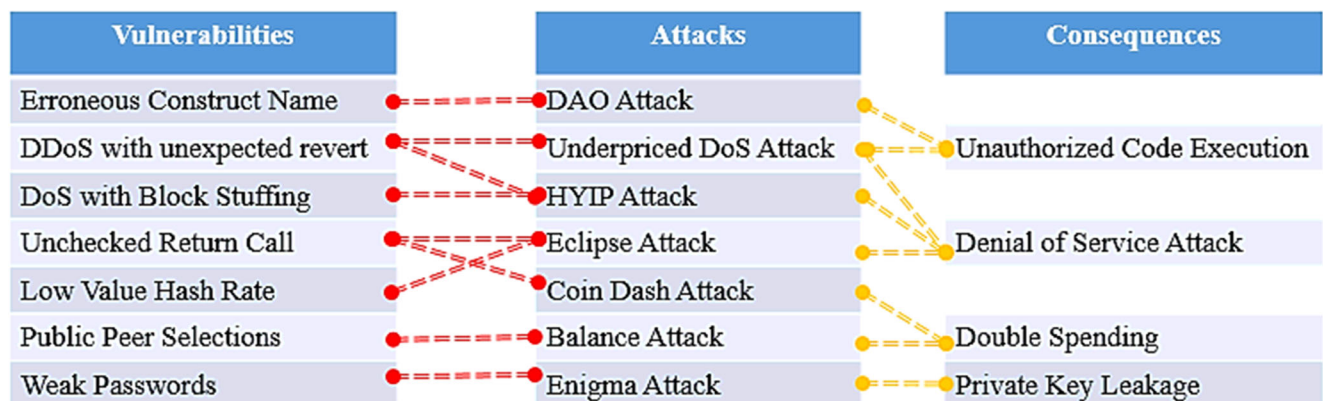 Vulnerabilities Attacks Consequences
Erroneous Construct Name DAO Attack
DDoS with unexpected revert Underpriced DoS Attack Unauthorized Code Execution
DoS with Block Stuffing HYIP Attack
Unchecked Return Call Eclipse Attack Denial of Service Attack
Low Value Hash Rate Coin Dash Attack
Public Peer Selections Balance Attack Double Spending
Weak Passwords Enigma Attack Private Key Leakage